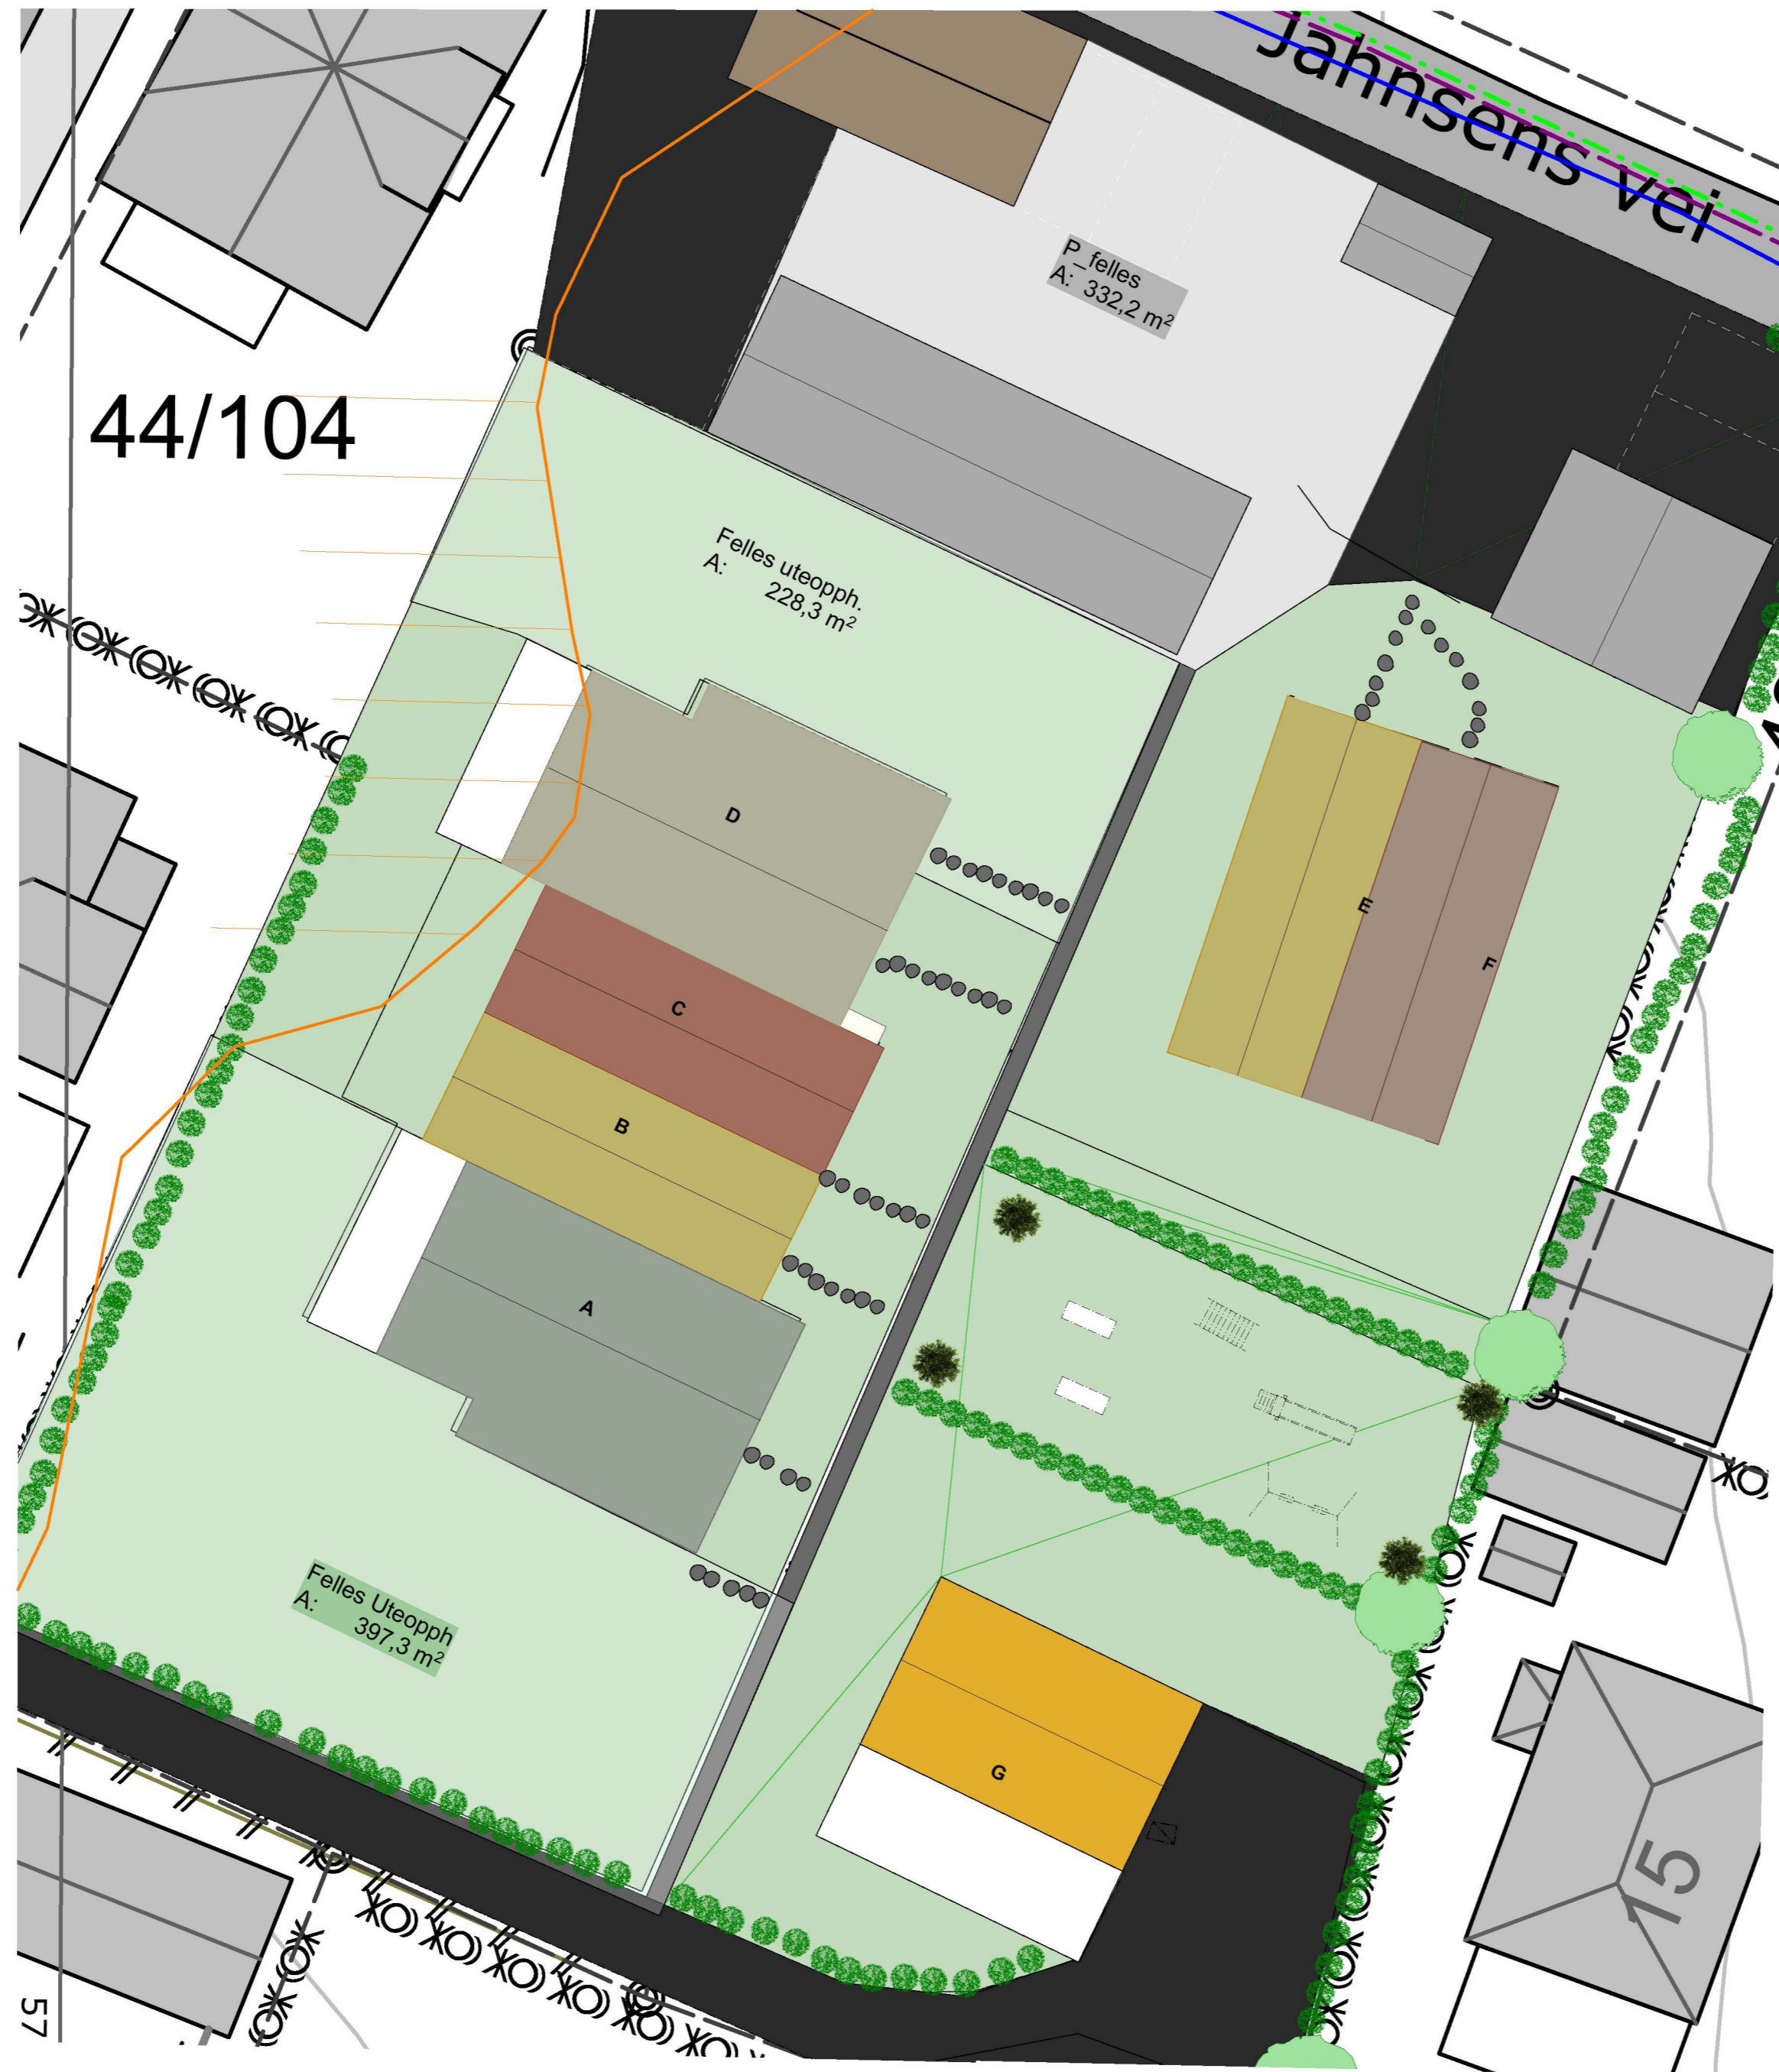 Jahnsens vei
P_felles
A: 332,2 m²
44/104
Felles uteopph.
A: 228,3 m²
D
E
F
C
B
A
Felles Uteopph
A: 397,3 m²
G
15
57